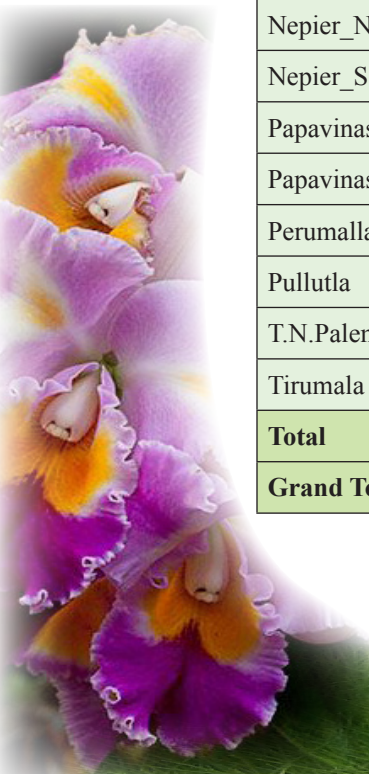 Nepier_N
Nepier_S
Papavinas
Papavinas
Perumalla
Pullutla
T.N.Palem
Tirumala
Total
Grand To